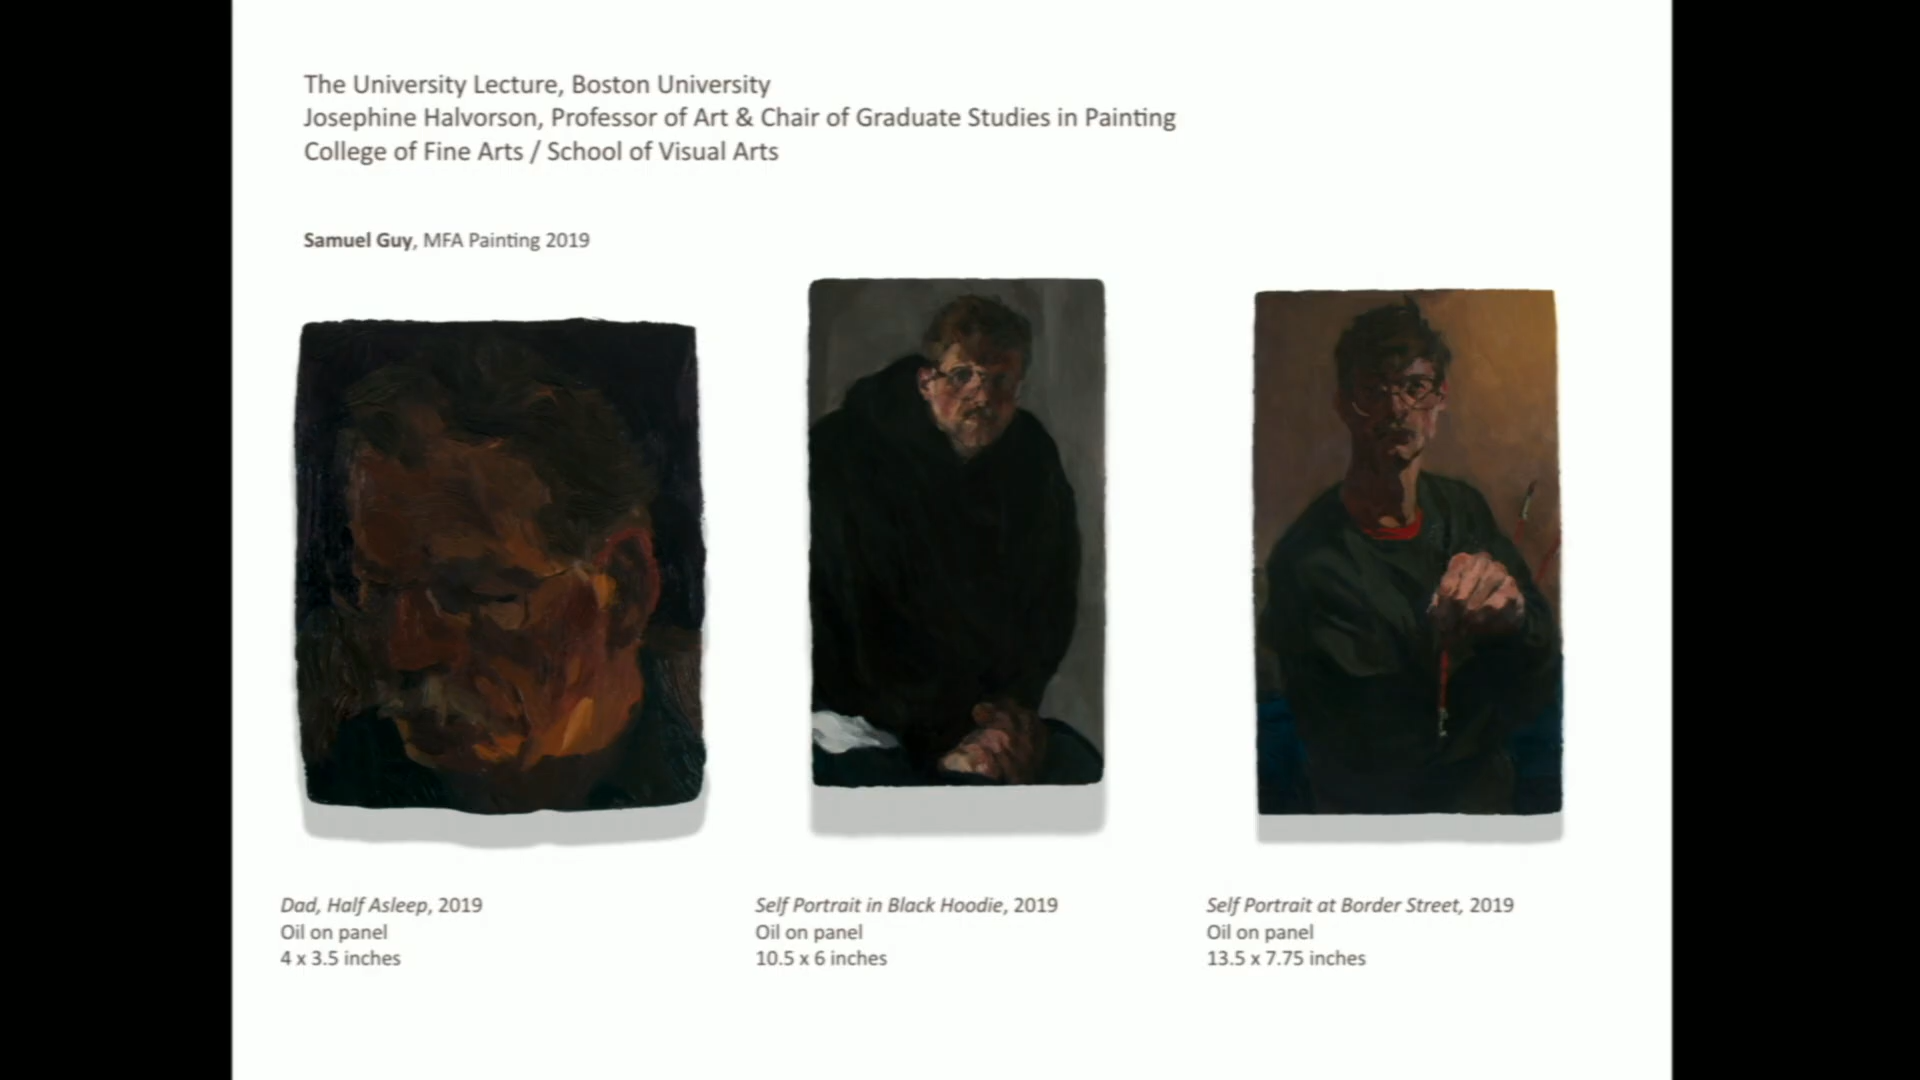 The University Lecture, Boston University
Josephine Halvorson, Professor of Art & Chair of Graduate Studies in Painting
College of Fine Arts / School of Visual Arts
Samuel Guy, MFA Painting 2019
Dad, Half Asleep, 2019
Oil on panel
4 x 3.5 inches
Self Portrait in Black Hoodie, 2019
Oil on panel
10.5 x 6 inches
Self Portrait at Border Street, 2019
Oil on panel
13.5 x 7.75 inches